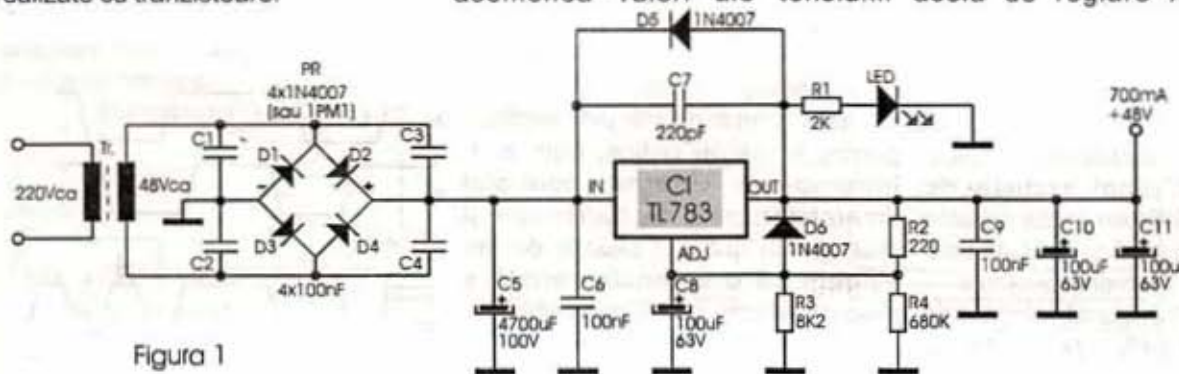 D5
1N4007
PR
4x1N4007
(sau 1PM1)
C7
220pF
R1
2K
LED
700mA
+48V
Tr.
220Vca
48Vca
C1
C2
C3
C4
D1
D2
D3
D4
-
+
4x100nF
IN
CI
TL783
OUT
ADJ
D6
1N4007
R2
220
C5
4700uF
100V
C6
100nF
C8
100uF
63V
R3
8K2
R4
680K
C9
100nF
C10
100uF
63V
C11
100u
63V
Figura 1